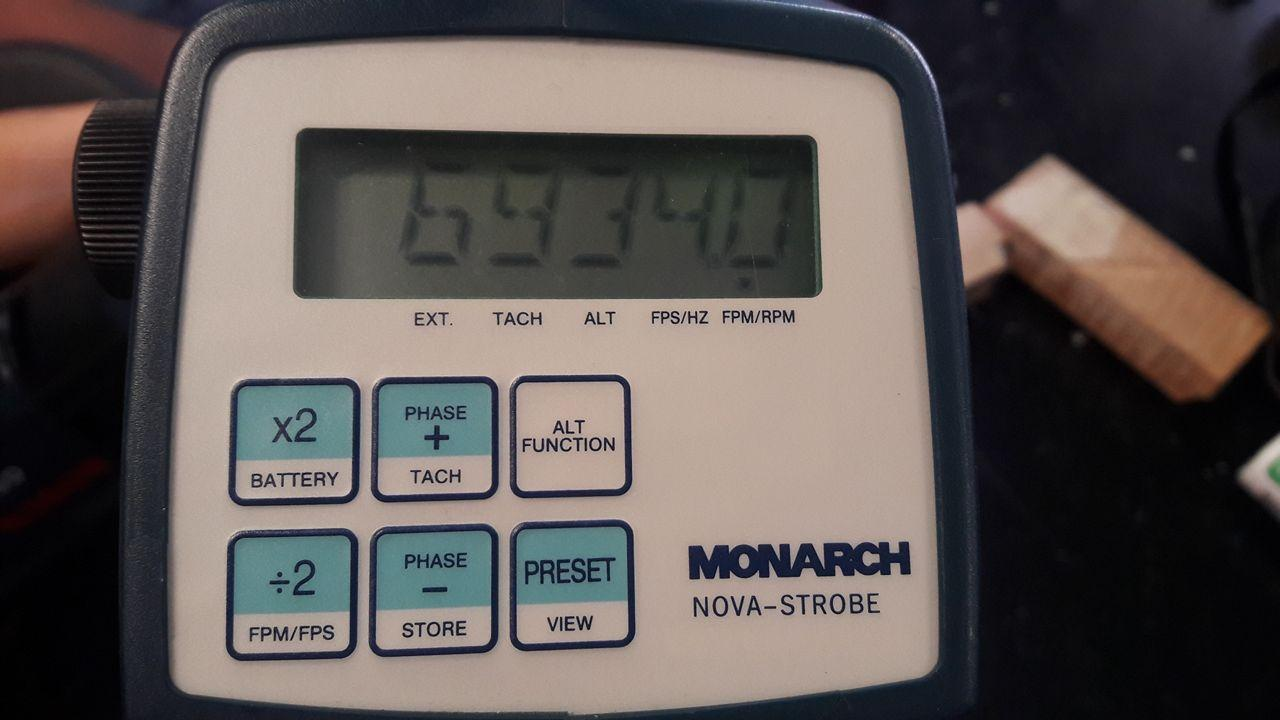 6934.0
EXT. TACH ALT FPS/HZ FPM/RPM
x2
BATTERY
PHASE
+
TACH
ALT
FUNCTION
÷2
FPM/FPS
PHASE
−
STORE
PRESET
VIEW
MONARCH
NOVA-STROBE